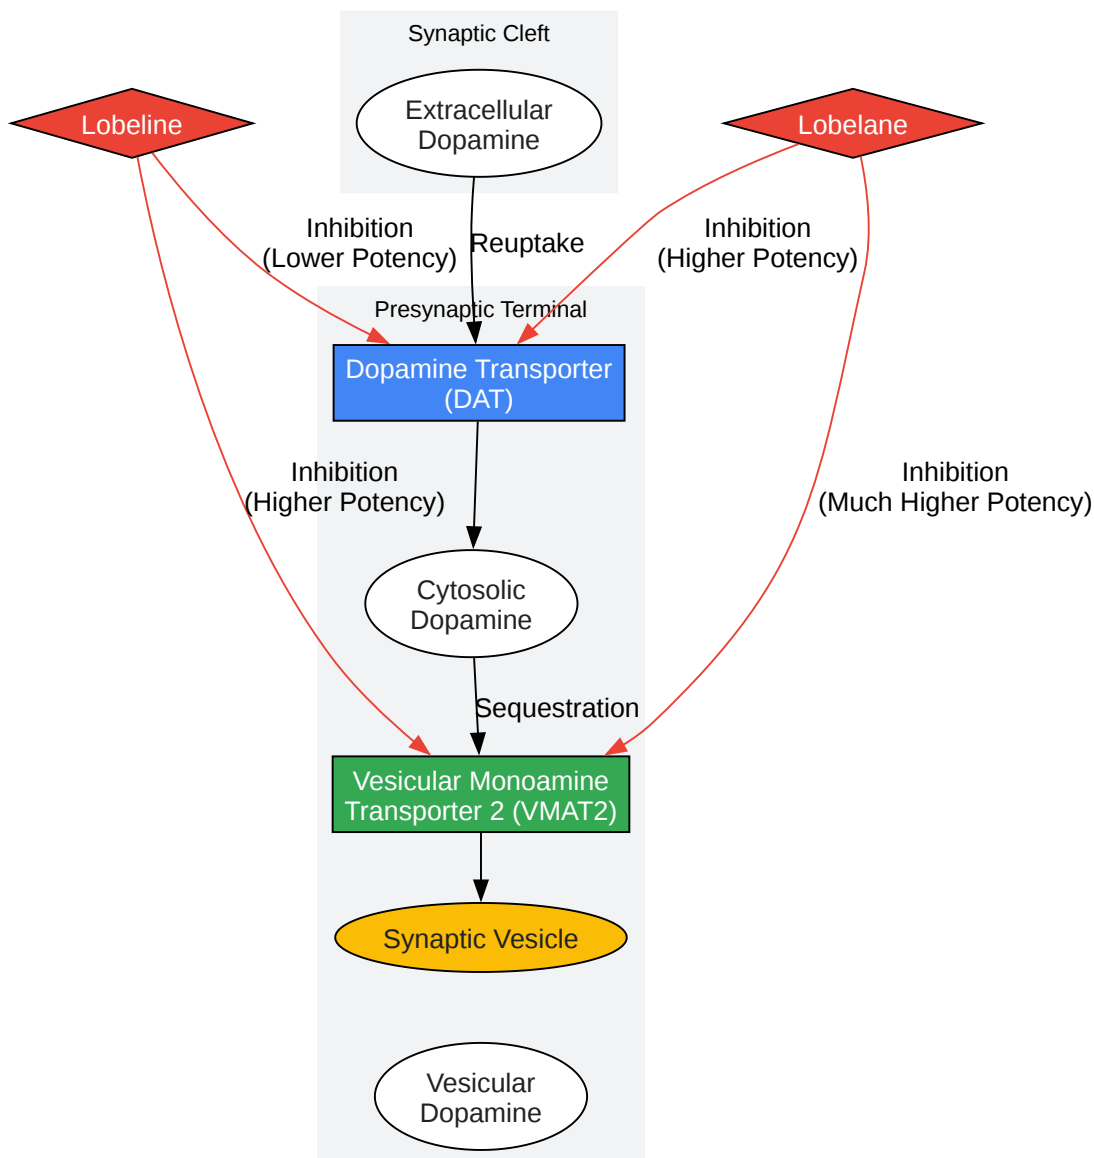 Synaptic Cleft
Extracellular
Dopamine
Lobeline
Lobelane
Inhibition
(Lower Potency)
Reuptake
Inhibition
(Higher Potency)
Presynaptic Terminal
Dopamine Transporter
(DAT)
Inhibition
(Higher Potency)
Inhibition
(Much Higher Potency)
Cytosolic
Dopamine
Sequestration
Vesicular Monoamine
Transporter 2 (VMAT2)
Synaptic Vesicle
Vesicular
Dopamine